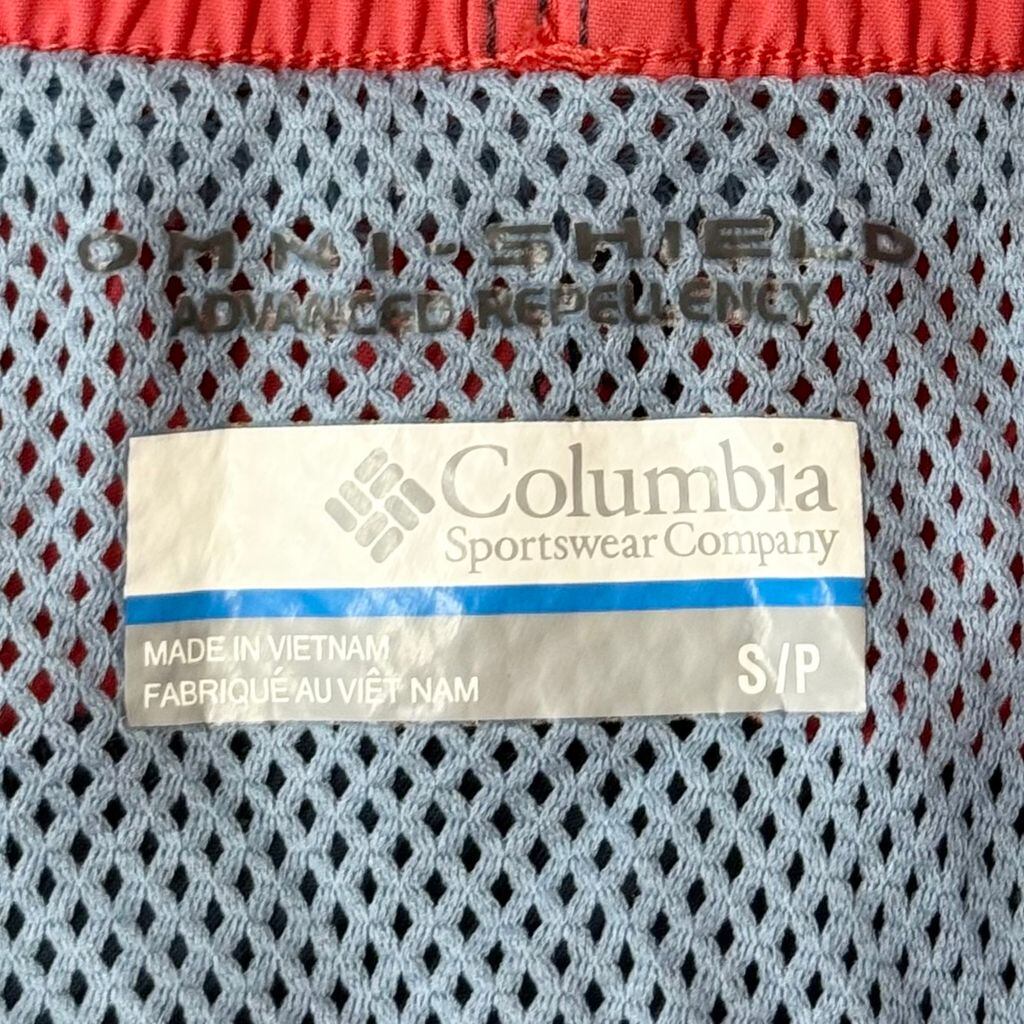 OMNI-SHIELD
ADVANCED REPELLENCY
Columbia
Sportswear Company
MADE IN VIETNAM
FABRIQUÉ AU VIÊT NAM
S/P